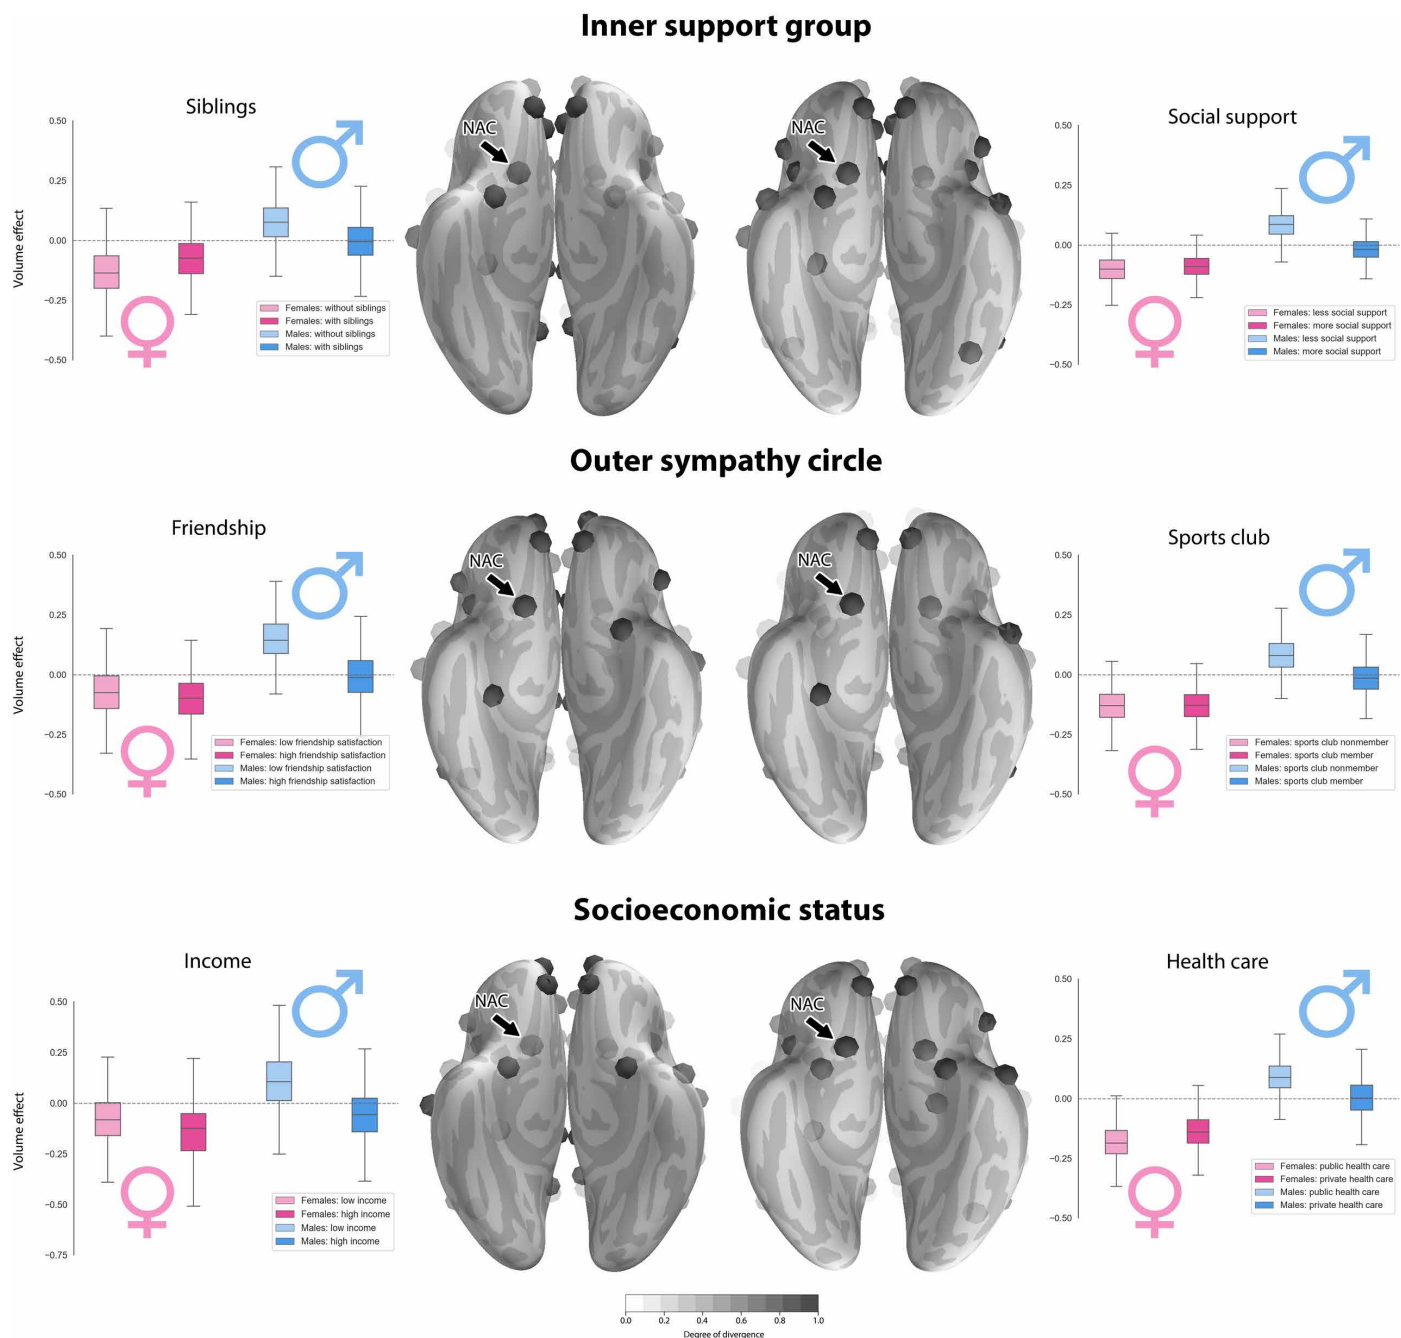 Inner support group
Siblings
Volume effect
0.50
0.25
0.00
−0.25
−0.50
Females: without siblings
Females: with siblings
Males: without siblings
Males: with siblings
NAC
NAC
Social support
0.50
0.25
0.00
−0.25
−0.50
Females: less social support
Females: more social support
Males: less social support
Males: more social support
Outer sympathy circle
Friendship
Volume effect
0.50
0.25
0.00
−0.25
−0.50
Females: low friendship satisfaction
Females: high friendship satisfaction
Males: low friendship satisfaction
Males: high friendship satisfaction
NAC
NAC
Sports club
0.50
0.25
0.00
−0.25
−0.50
Females: sports club nonmember
Females: sports club member
Males: sports club nonmember
Males: sports club member
Socioeconomic status
Income
Volume effect
0.50
0.25
0.00
−0.25
−0.50
−0.75
Females: low income
Females: high income
Males: low income
Males: high income
NAC
NAC
Health care
0.50
0.25
0.00
−0.25
−0.50
Females: public health care
Females: private health care
Males: public health care
Males: private health care
0.0 0.2 0.4 0.6 0.8 1.0
Degree of divergence